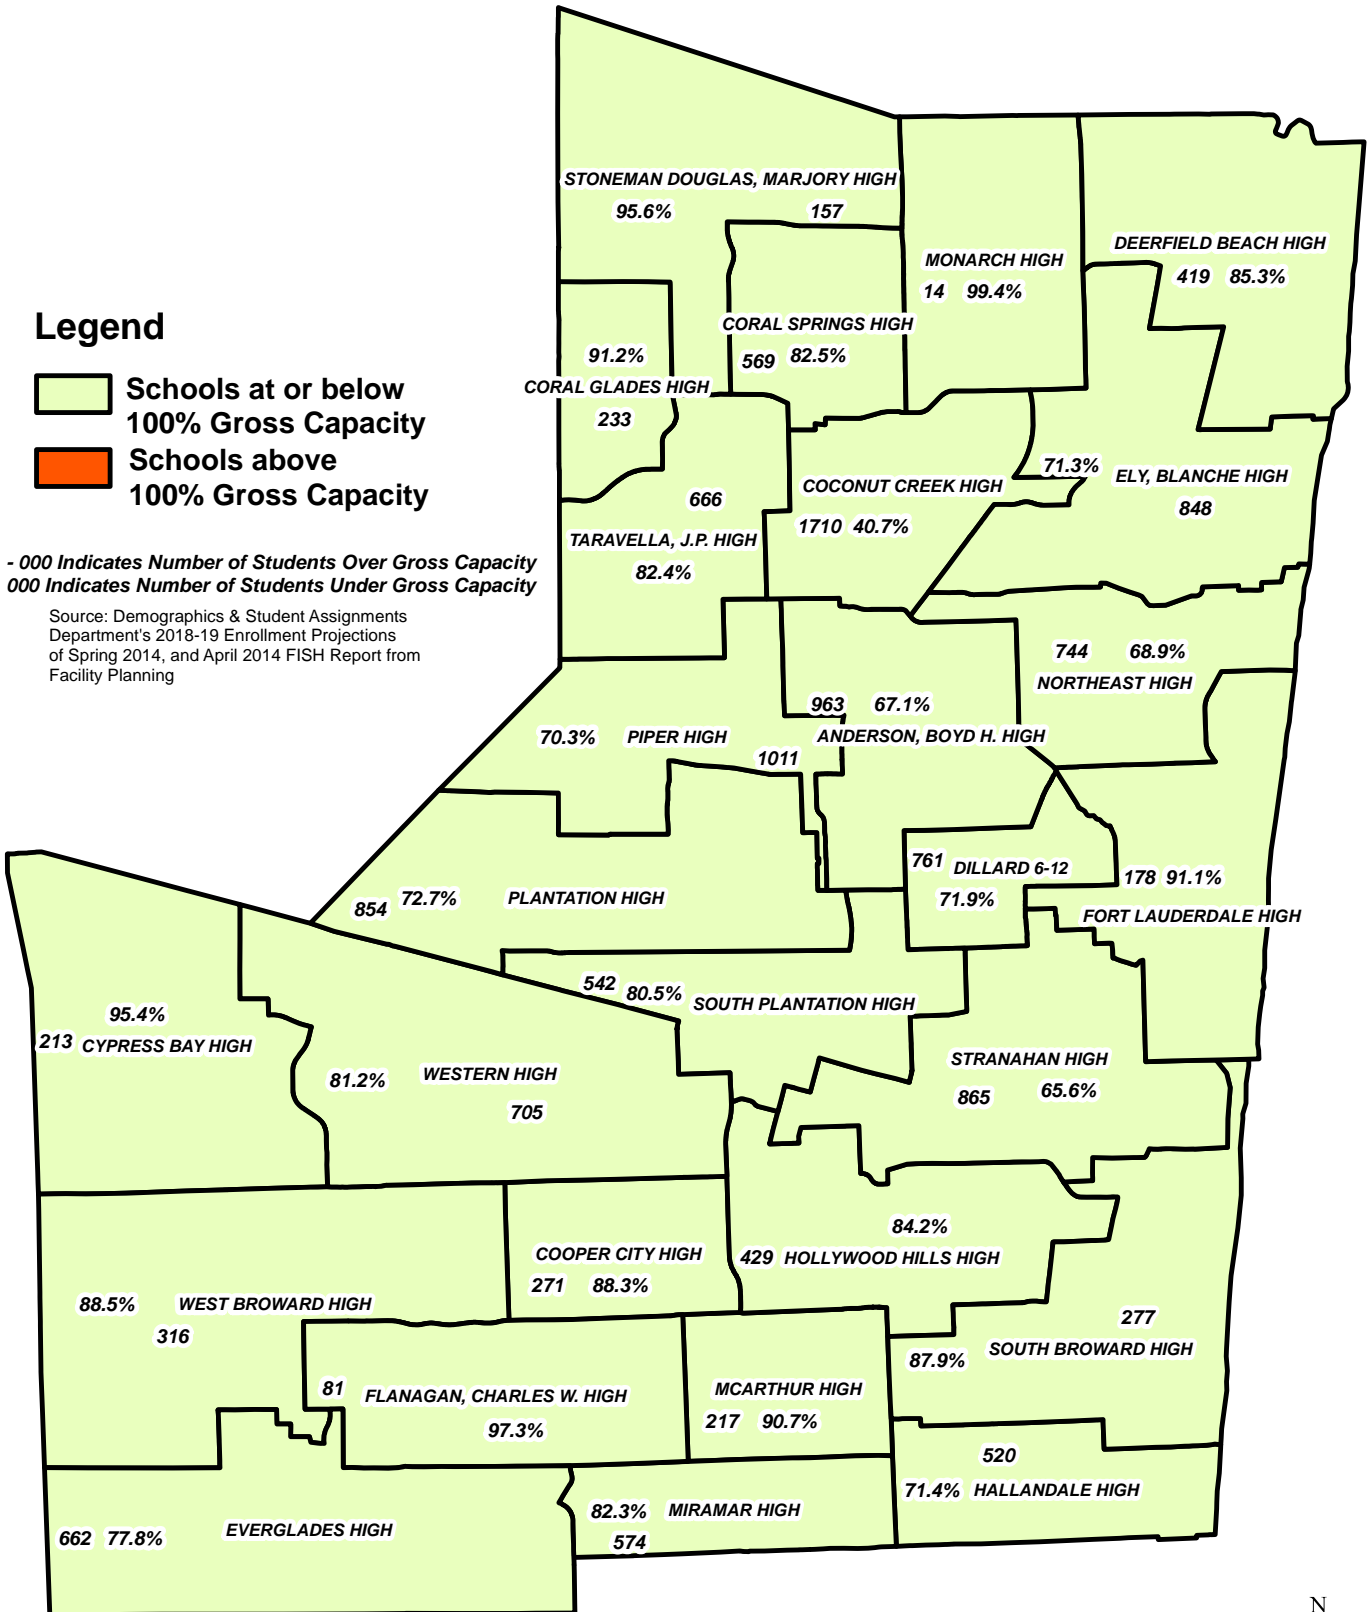 STONEMAN DOUGLAS, MARJORY HIGH
95.6% 157
DEERFIELD BEACH HIGH
419 85.3%
MONARCH HIGH
14 99.4%
Legend
Schools at or below
100% Gross Capacity
Schools above
100% Gross Capacity
- 000 Indicates Number of Students Over Gross Capacity
000 Indicates Number of Students Under Gross Capacity
Source: Demographics & Student Assignments
Department's 2018-19 Enrollment Projections
of Spring 2014, and April 2014 FISH Report from
Facility Planning
CORAL SPRINGS HIGH
569 82.5%
91.2%
CORAL GLADES HIGH
233
71.3%
ELY, BLANCHE HIGH
848
COCONUT CREEK HIGH
1710 40.7%
666
TARAVELLA, J.P. HIGH
82.4%
744 68.9%
NORTHEAST HIGH
963 67.1%
ANDERSON, BOYD H. HIGH
70.3% PIPER HIGH
1011
761 DILLARD 6-12
71.9%
178 91.1%
FORT LAUDERDALE HIGH
854 72.7% PLANTATION HIGH
542 80.5% SOUTH PLANTATION HIGH
95.4%
213 CYPRESS BAY HIGH
81.2% WESTERN HIGH
705
STRANAHAN HIGH
865 65.6%
84.2%
429 HOLLYWOOD HILLS HIGH
COOPER CITY HIGH
271 88.3%
88.5% WEST BROWARD HIGH
316
277
SOUTH BROWARD HIGH
87.9%
81
FLANAGAN, CHARLES W. HIGH
97.3%
MCARTHUR HIGH
217 90.7%
520
71.4% HALLANDALE HIGH
82.3% MIRAMAR HIGH
574
662 77.8% EVERGLADES HIGH
N